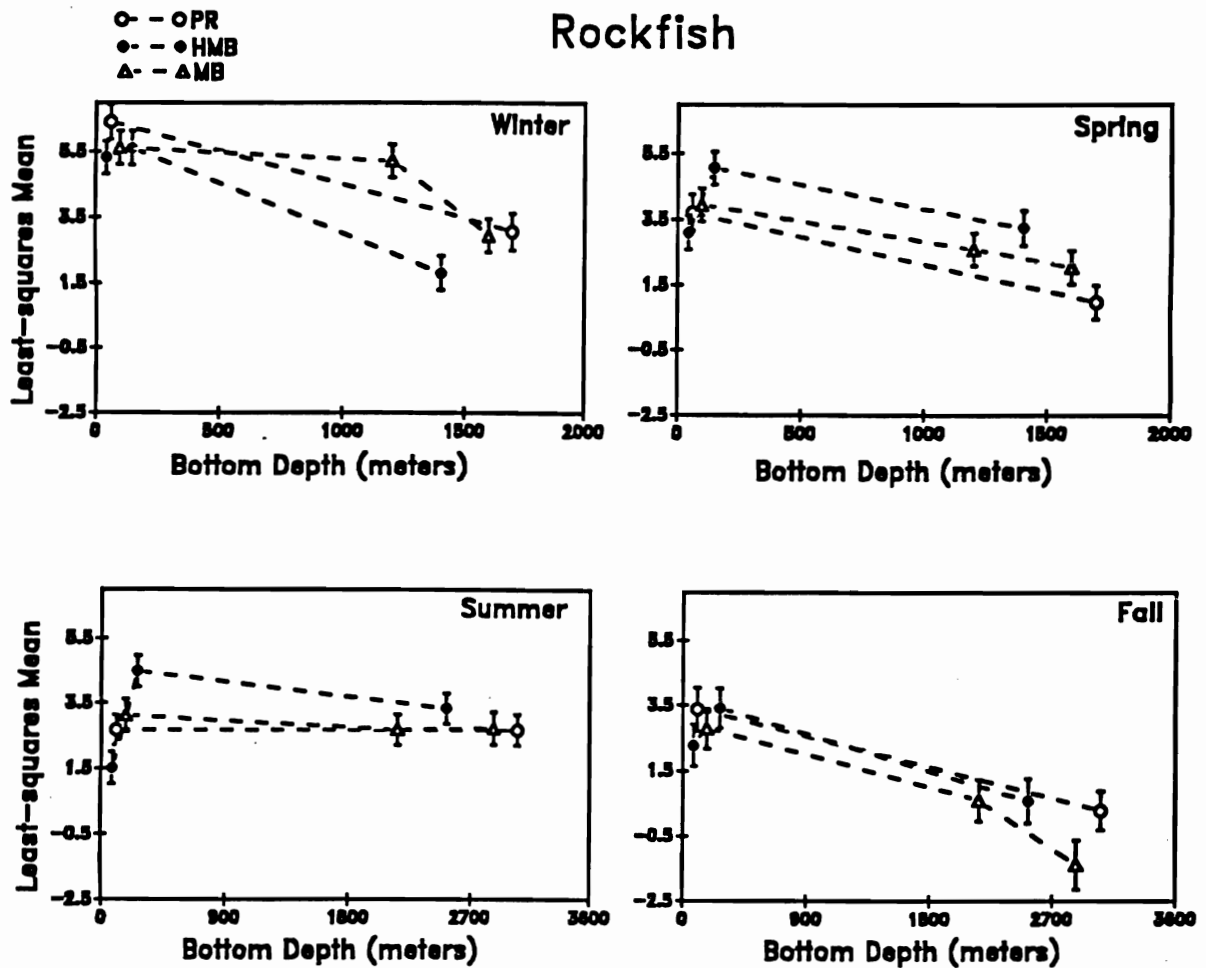 Rockfish
PR
HMB
MB
Winter
Least-squares Mean
5.5
3.5
1.5
-0.5
-2.5
0 500 1000 1500 2000
Bottom Depth (meters)
Spring
5.5
3.5
1.5
-0.5
-2.5
0 500 1000 1500 2000
Bottom Depth (meters)
Summer
Least-squares Mean
5.5
3.5
1.5
-0.5
-2.5
0 900 1800 2700 3600
Bottom Depth (meters)
Fall
5.5
3.5
1.5
-0.5
-2.5
0 900 1800 2700 3600
Bottom Depth (meters)